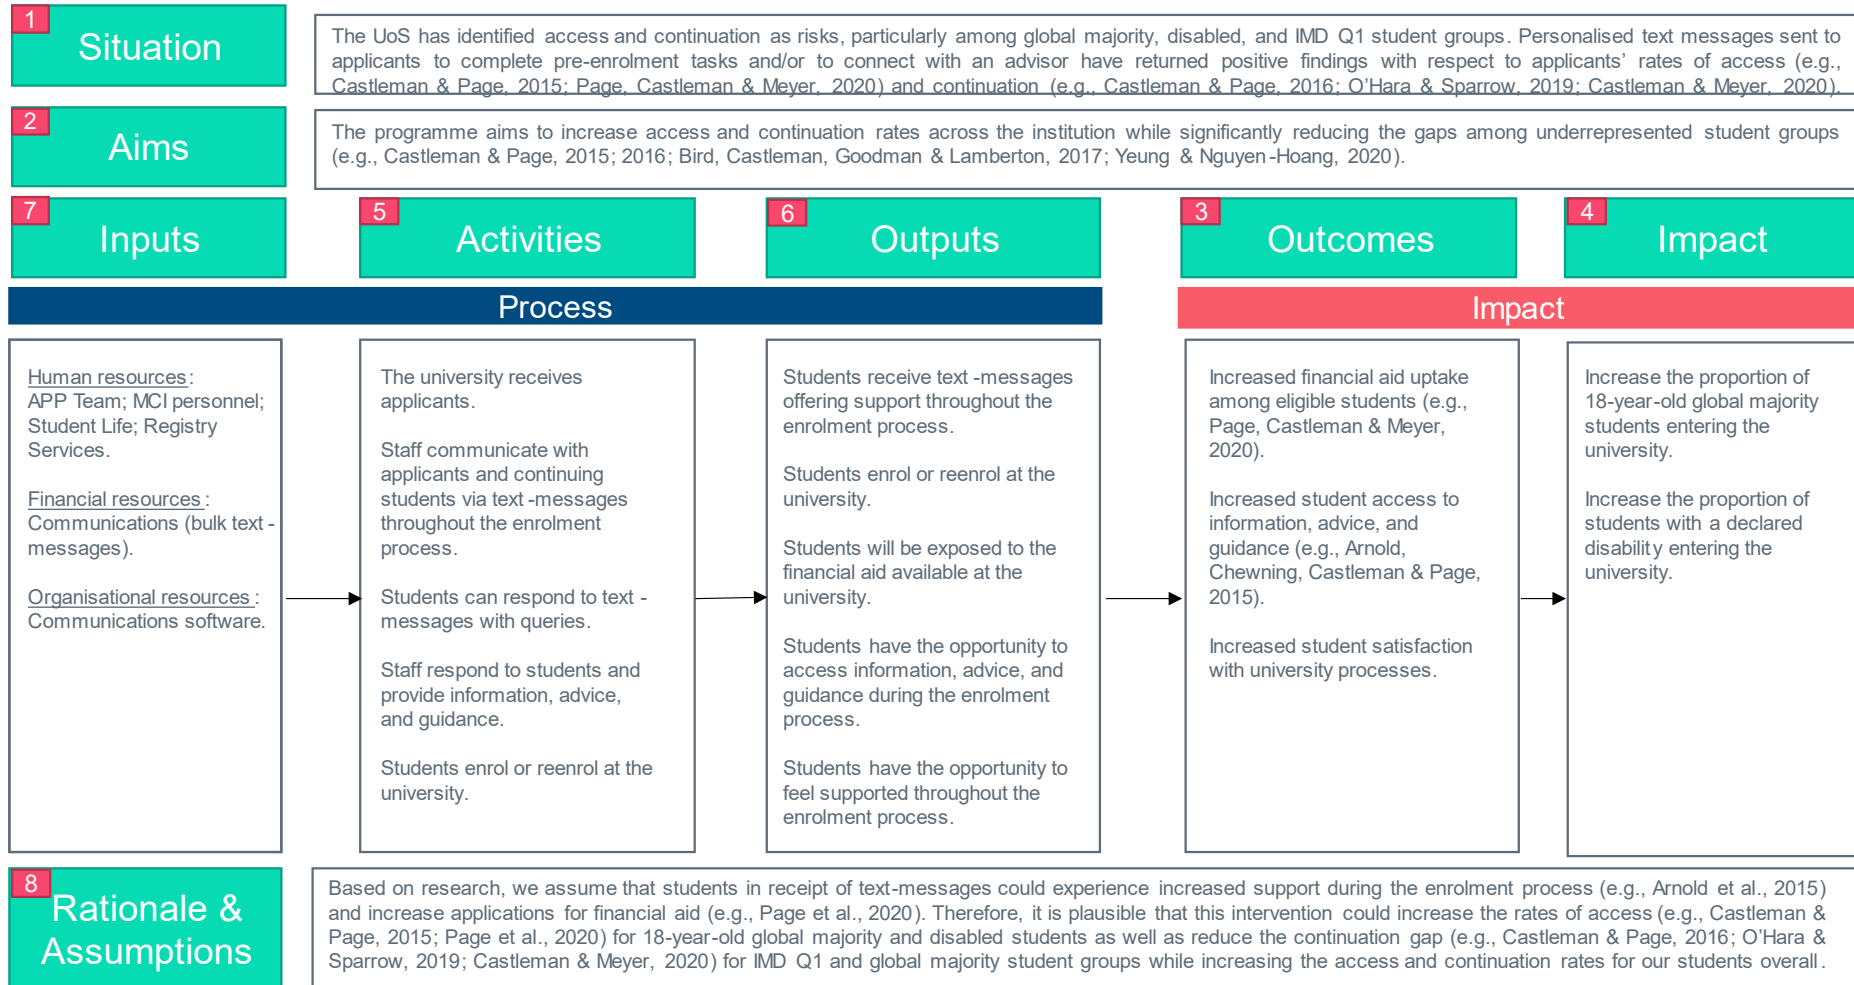 1
Situation
The UoS has identified access and continuation as risks, particularly among global majority, disabled, and IMD Q1 student groups. Personalised text messages sent to
applicants to complete pre-enrolment tasks and/or to connect with an advisor have returned positive findings with respect to applicants' rates of access (e.g.,
Castleman & Page, 2015; Page, Castleman & Meyer, 2020) and continuation (e.g., Castleman & Page, 2016; O'Hara & Sparrow, 2019; Castleman & Meyer, 2020).
2
Aims
The programme aims to increase access and continuation rates across the institution while significantly reducing the gaps among underrepresented student groups
(e.g., Castleman & Page, 2015; 2016; Bird, Castleman, Goodman & Lamberton, 2017; Yeung & Nguyen-Hoang, 2020).
7
Inputs
5
Activities
6
Outputs
3
Outcomes
4
Impact
Process
Impact
Human resources:
APP Team; MCI personnel;
Student Life; Registry
Services.
Financial resources:
Communications (bulk text -
messages).
Organisational resources:
Communications software.
The university receives
applicants.
Staff communicate with
applicants and continuing
students via text -messages
throughout the enrolment
process.
Students can respond to text -
messages with queries.
Staff respond to students and
provide information, advice,
and guidance.
Students enrol or reenrol at the
university.
Students receive text -messages
offering support throughout the
enrolment process.
Students enrol or reenrol at the
university.
Students will be exposed to the
financial aid available at the
university.
Students have the opportunity to
access information, advice, and
guidance during the enrolment
process.
Students have the opportunity to
feel supported throughout the
enrolment process.
Increased financial aid uptake
among eligible students (e.g.,
Page, Castleman & Meyer,
2020).
Increased student access to
information, advice, and
guidance (e.g., Arnold,
Chewning, Castleman & Page,
2015).
Increased student satisfaction
with university processes.
Increase the proportion of
18-year-old global majority
students entering the
university.
Increase the proportion of
students with a declared
disability entering the
university.
8
Rationale &
Assumptions
Based on research, we assume that students in receipt of text-messages could experience increased support during the enrolment process (e.g., Arnold et al., 2015)
and increase applications for financial aid (e.g., Page et al., 2020). Therefore, it is plausible that this intervention could increase the rates of access (e.g., Castleman &
Page, 2015; Page et al., 2020) for 18-year-old global majority and disabled students as well as reduce the continuation gap (e.g., Castleman & Page, 2016; O'Hara &
Sparrow, 2019; Castleman & Meyer, 2020) for IMD Q1 and global majority student groups while increasing the access and continuation rates for our students overall.